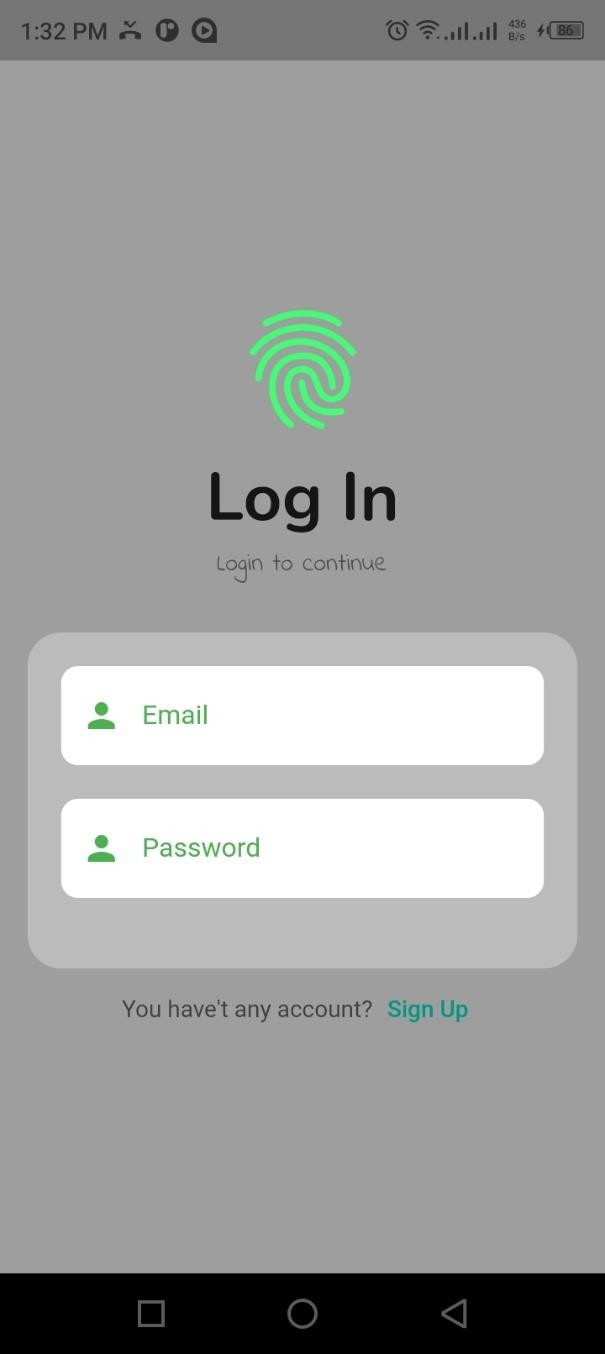 1:32 PM 436 B/s 86
Log In
Login to continue
Email
Password
You have't any account? Sign Up